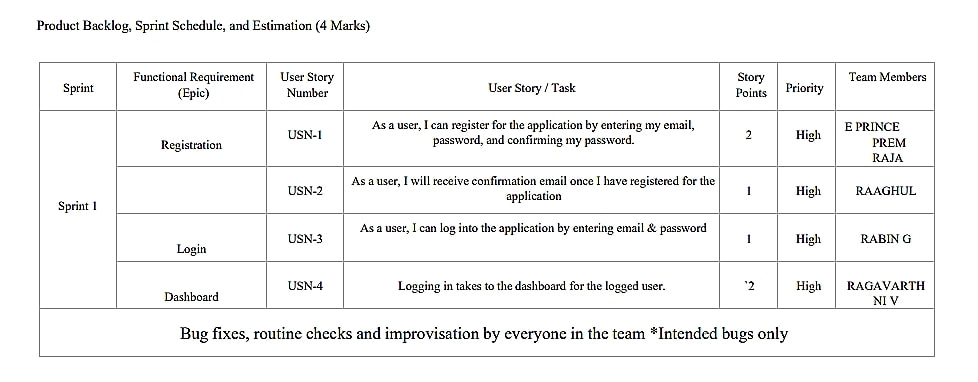 Product Backlog, Sprint Schedule, and Estimation (4 Marks)
Sprint
Functional Requirement
(Epic)
User Story
Number
User Story / Task
Story
Points
Priority
Team Members
Sprint 1
Registration
USN-1
As a user, I can register for the application by entering my email,
password, and confirming my password.
2
High
E PRINCE
PREM
RAJA
USN-2
As a user, I will receive confirmation email once I have registered for the
application
1
High
RAAGHUL
Login
USN-3
As a user, I can log into the application by entering email & password
1
High
RABIN G
Dashboard
USN-4
Logging in takes to the dashboard for the logged user.
`2
High
RAGAVARTH
NI V
Bug fixes, routine checks and improvisation by everyone in the team *Intended bugs only